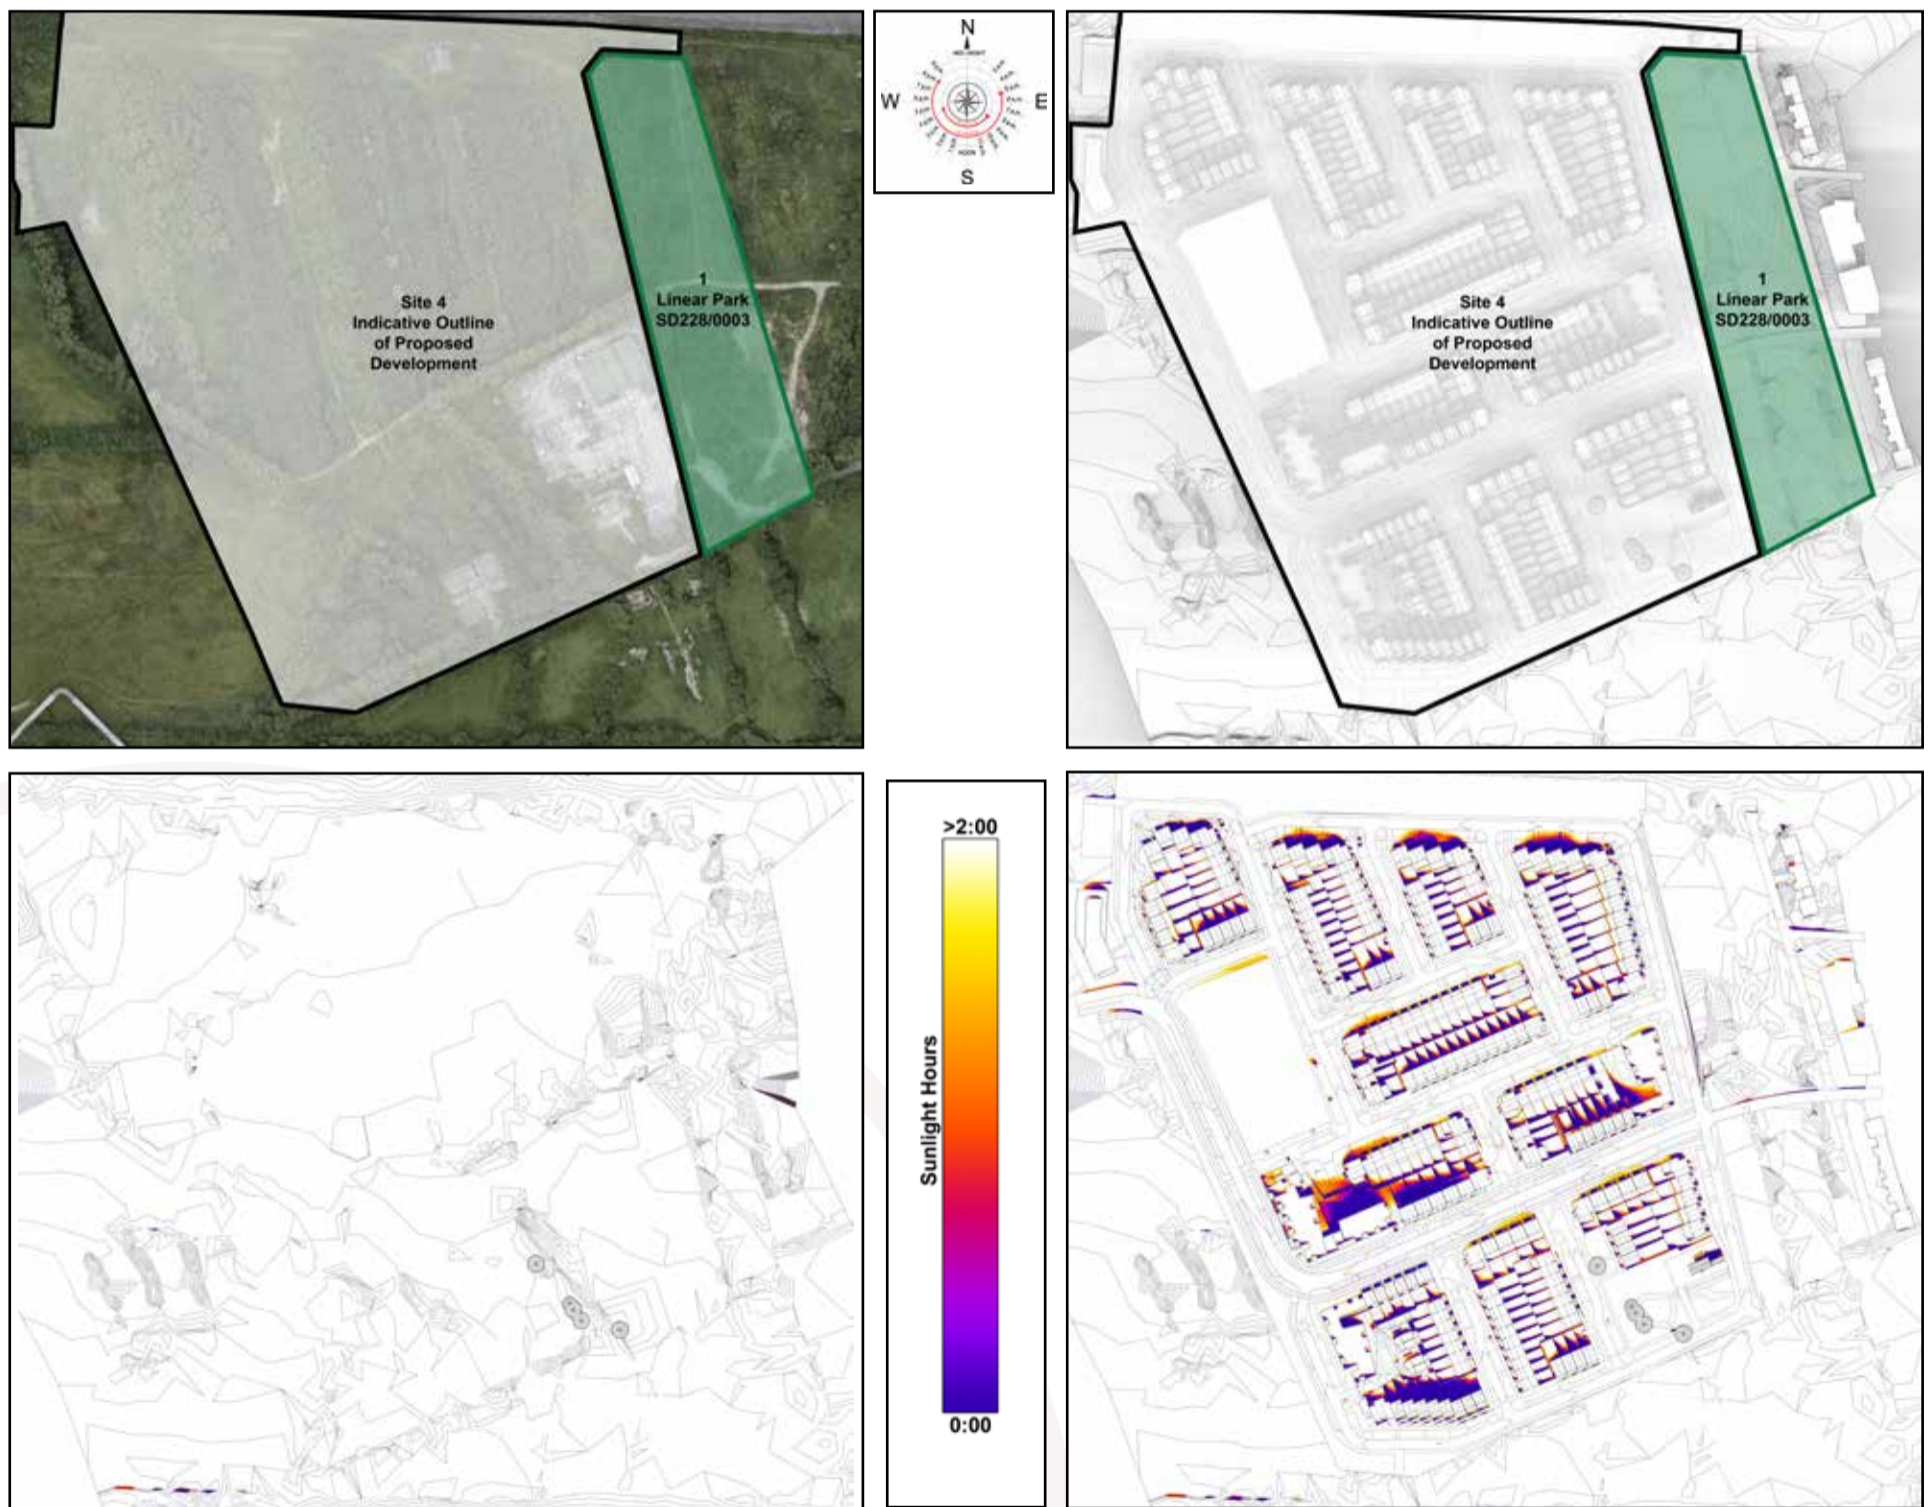 Site 4
Indicative Outline
of Proposed
Development
1
Linear Park
SD228/0003
N
W
E
NOON
S
Site 4
Indicative Outline
of Proposed
Development
1
Linear Park
SD228/0003
>2:00
Sunlight Hours
0:00